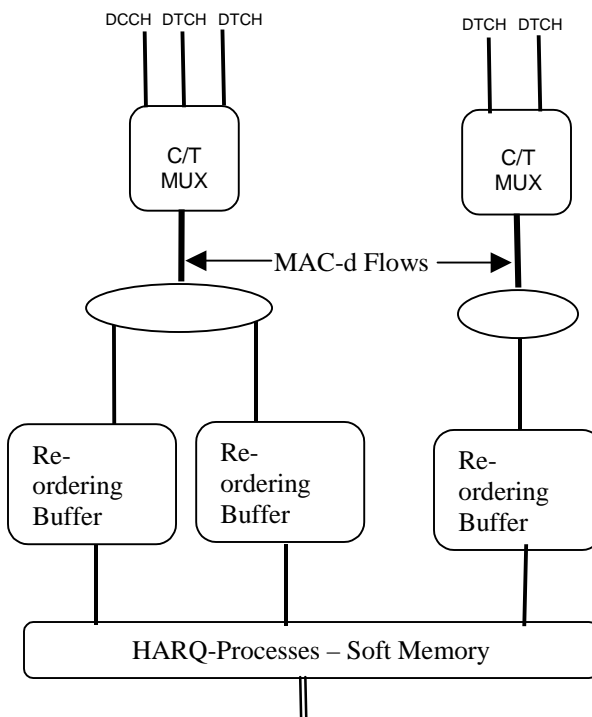 DCCH DTCH DTCH
DTCH DTCH
C/T
MUX
C/T
MUX
MAC-d Flows
Re-
ordering
Buffer
Re-
ordering
Buffer
Re-
ordering
Buffer
HARQ-Processes – Soft Memory